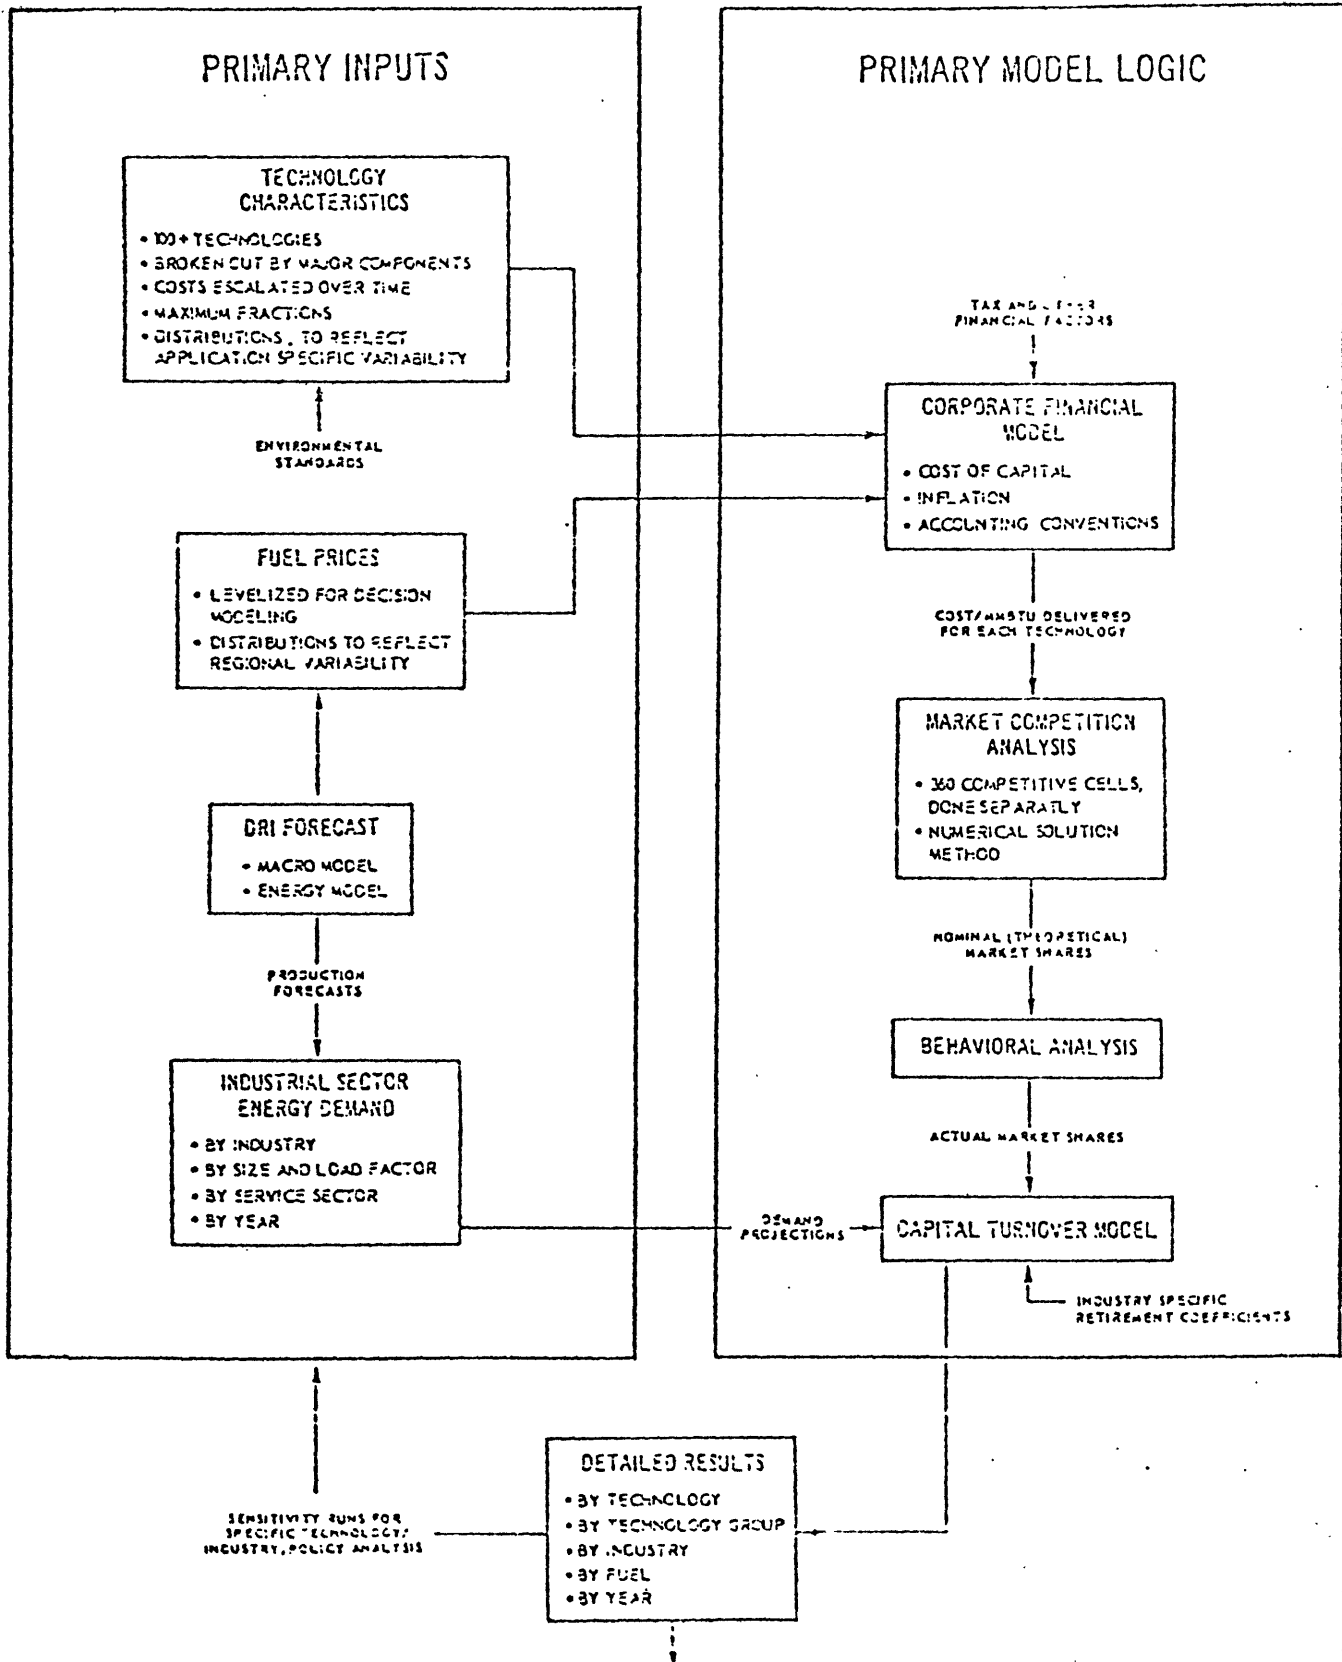 PRIMARY INPUTS
TECHNOLOGY
CHARACTERISTICS
• 100+ TECHNOLOGIES
• BROKEN OUT BY MAJOR COMPONENTS
• COSTS ESCALATED OVER TIME
• MAXIMUM FRACTIONS
• DISTRIBUTIONS, TO REFLECT
APPLICATION SPECIFIC VARIABILITY
ENVIRONMENTAL
STANDARDS
FUEL PRICES
• LEVELIZED FOR DECISION
MODELING
• DISTRIBUTIONS TO REFLECT
REGIONAL VARIABILITY
DRI FORECAST
• MACRO MODEL
• ENERGY MODEL
PRODUCTION
FORECASTS
INDUSTRIAL SECTOR
ENERGY DEMAND
• BY INDUSTRY
• BY SIZE AND LOAD FACTOR
• BY SERVICE SECTOR
• BY YEAR
PRIMARY MODEL LOGIC
TAX AND OTHER
FINANCIAL FACTORS
CORPORATE FINANCIAL
MODEL
• COST OF CAPITAL
• INFLATION
• ACCOUNTING CONVENTIONS
COST/MMBTU DELIVERED
FOR EACH TECHNOLOGY
MARKET COMPETITION
ANALYSIS
• 360 COMPETITIVE CELLS,
DONE SEPARATLY
• NUMERICAL SOLUTION
METHOD
NOMINAL (THEORETICAL)
MARKET SHARES
BEHAVIORAL ANALYSIS
ACTUAL MARKET SHARES
DEMAND
PROJECTIONS
CAPITAL TURNOVER MODEL
INDUSTRY SPECIFIC
RETIREMENT COEFFICIENTS
SENSITIVITY RUNS FOR
SPECIFIC TECHNOLOGY/
INDUSTRY, POLICY ANALYSIS
DETAILED RESULTS
• BY TECHNOLOGY
• BY TECHNOLOGY GROUP
• BY INDUSTRY
• BY FUEL
• BY YEAR